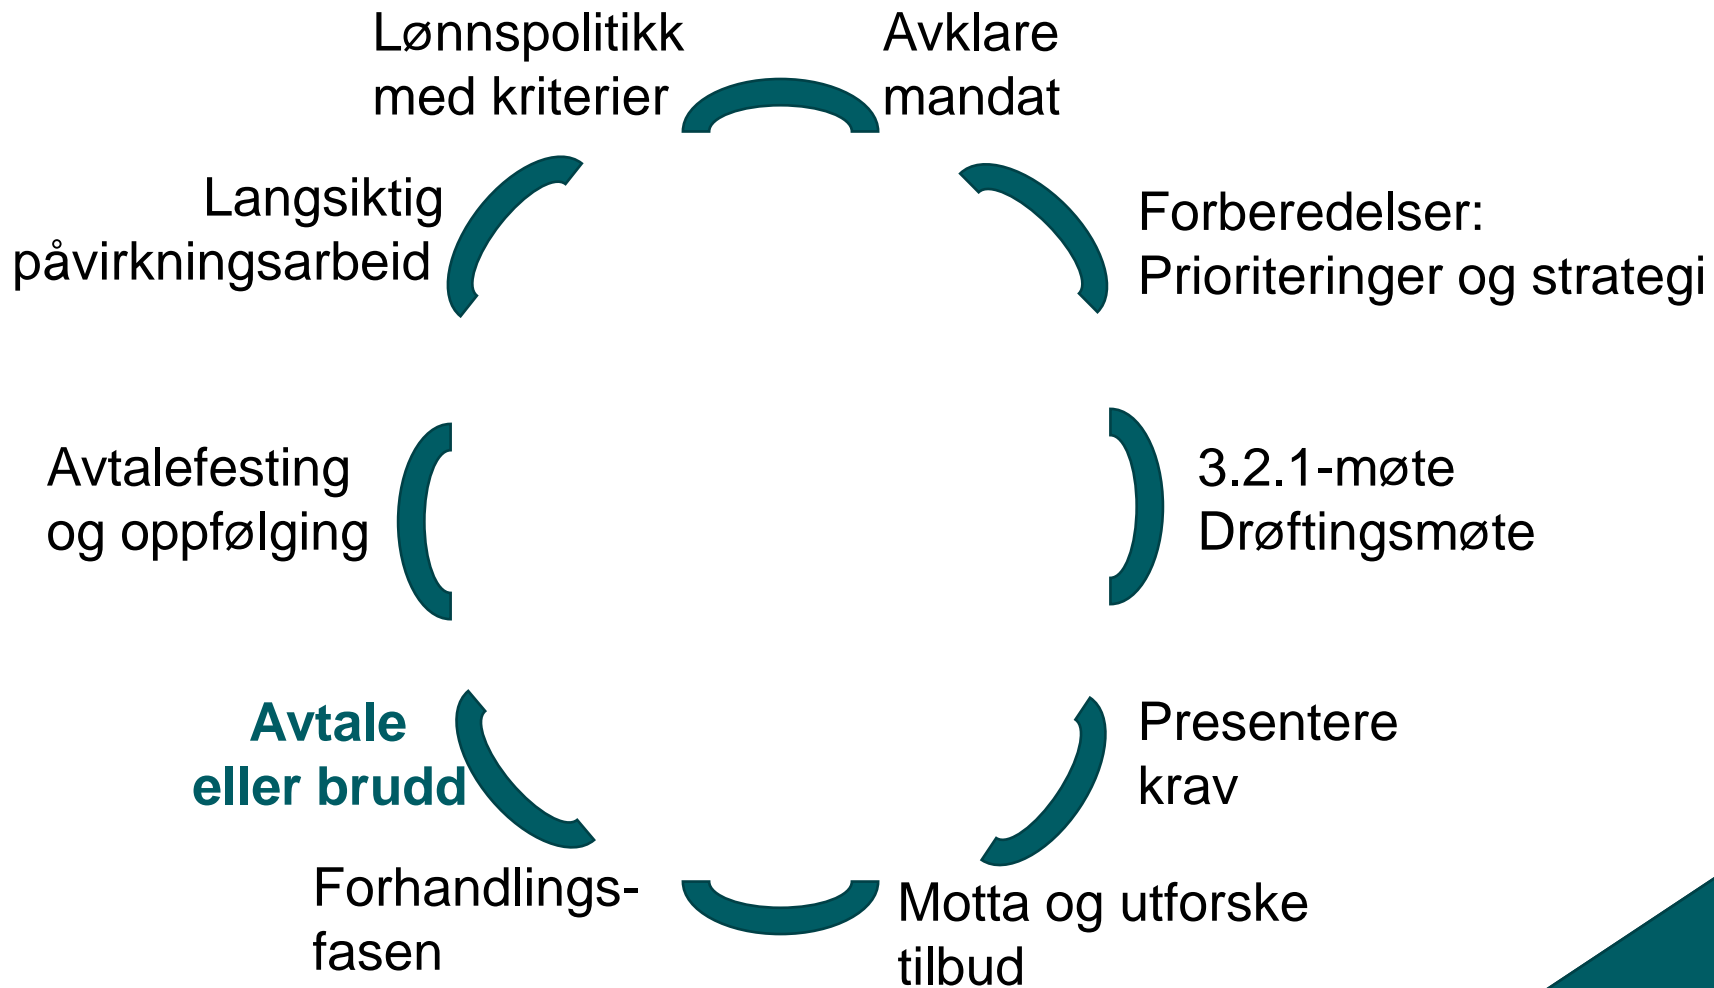 Lønnspolitikk
med kriterier
Avklare
mandat
Forberedelser:
Prioriteringer og strategi
3.2.1-møte
Drøftingsmøte
Presentere
krav
Motta og utforske
tilbud
Forhandlings-
fasen
Avtale
eller brudd
Avtalefesting
og oppfølging
Langsiktig
påvirkningsarbeid